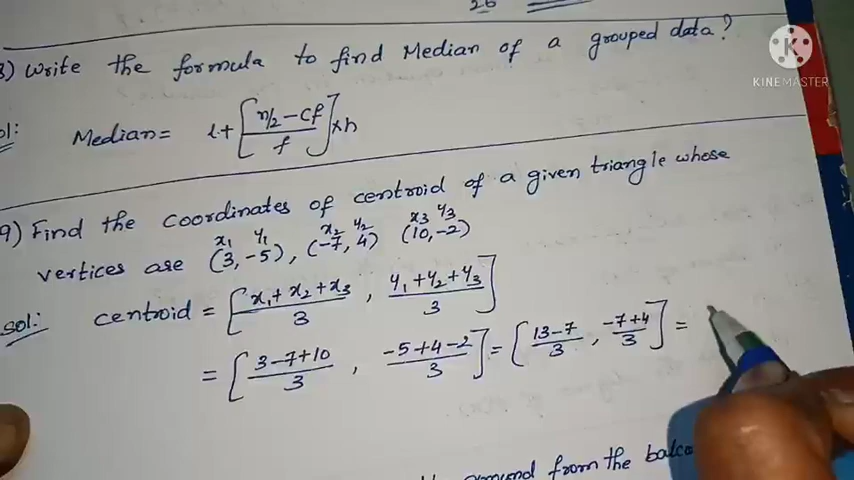 26
8) Write the formula to find Median of a grouped data?
sol: Median = l + [n/2 - cf / f] × h
9) Find the coordinates of centroid of a given triangle whose
x₁ y₁ x₂ y₂ x₃ y₃
vertices are (3, -5), (-7, 4) (10, -2)
sol: centroid = [x₁ + x₂ + x₃ / 3 , y₁ + y₂ + y₃ / 3]
= [3 - 7 + 10 / 3 , -5 + 4 - 2 / 3] = [13 - 7 / 3 , -7 + 4 / 3] =
ground from the
K
KINEMASTER